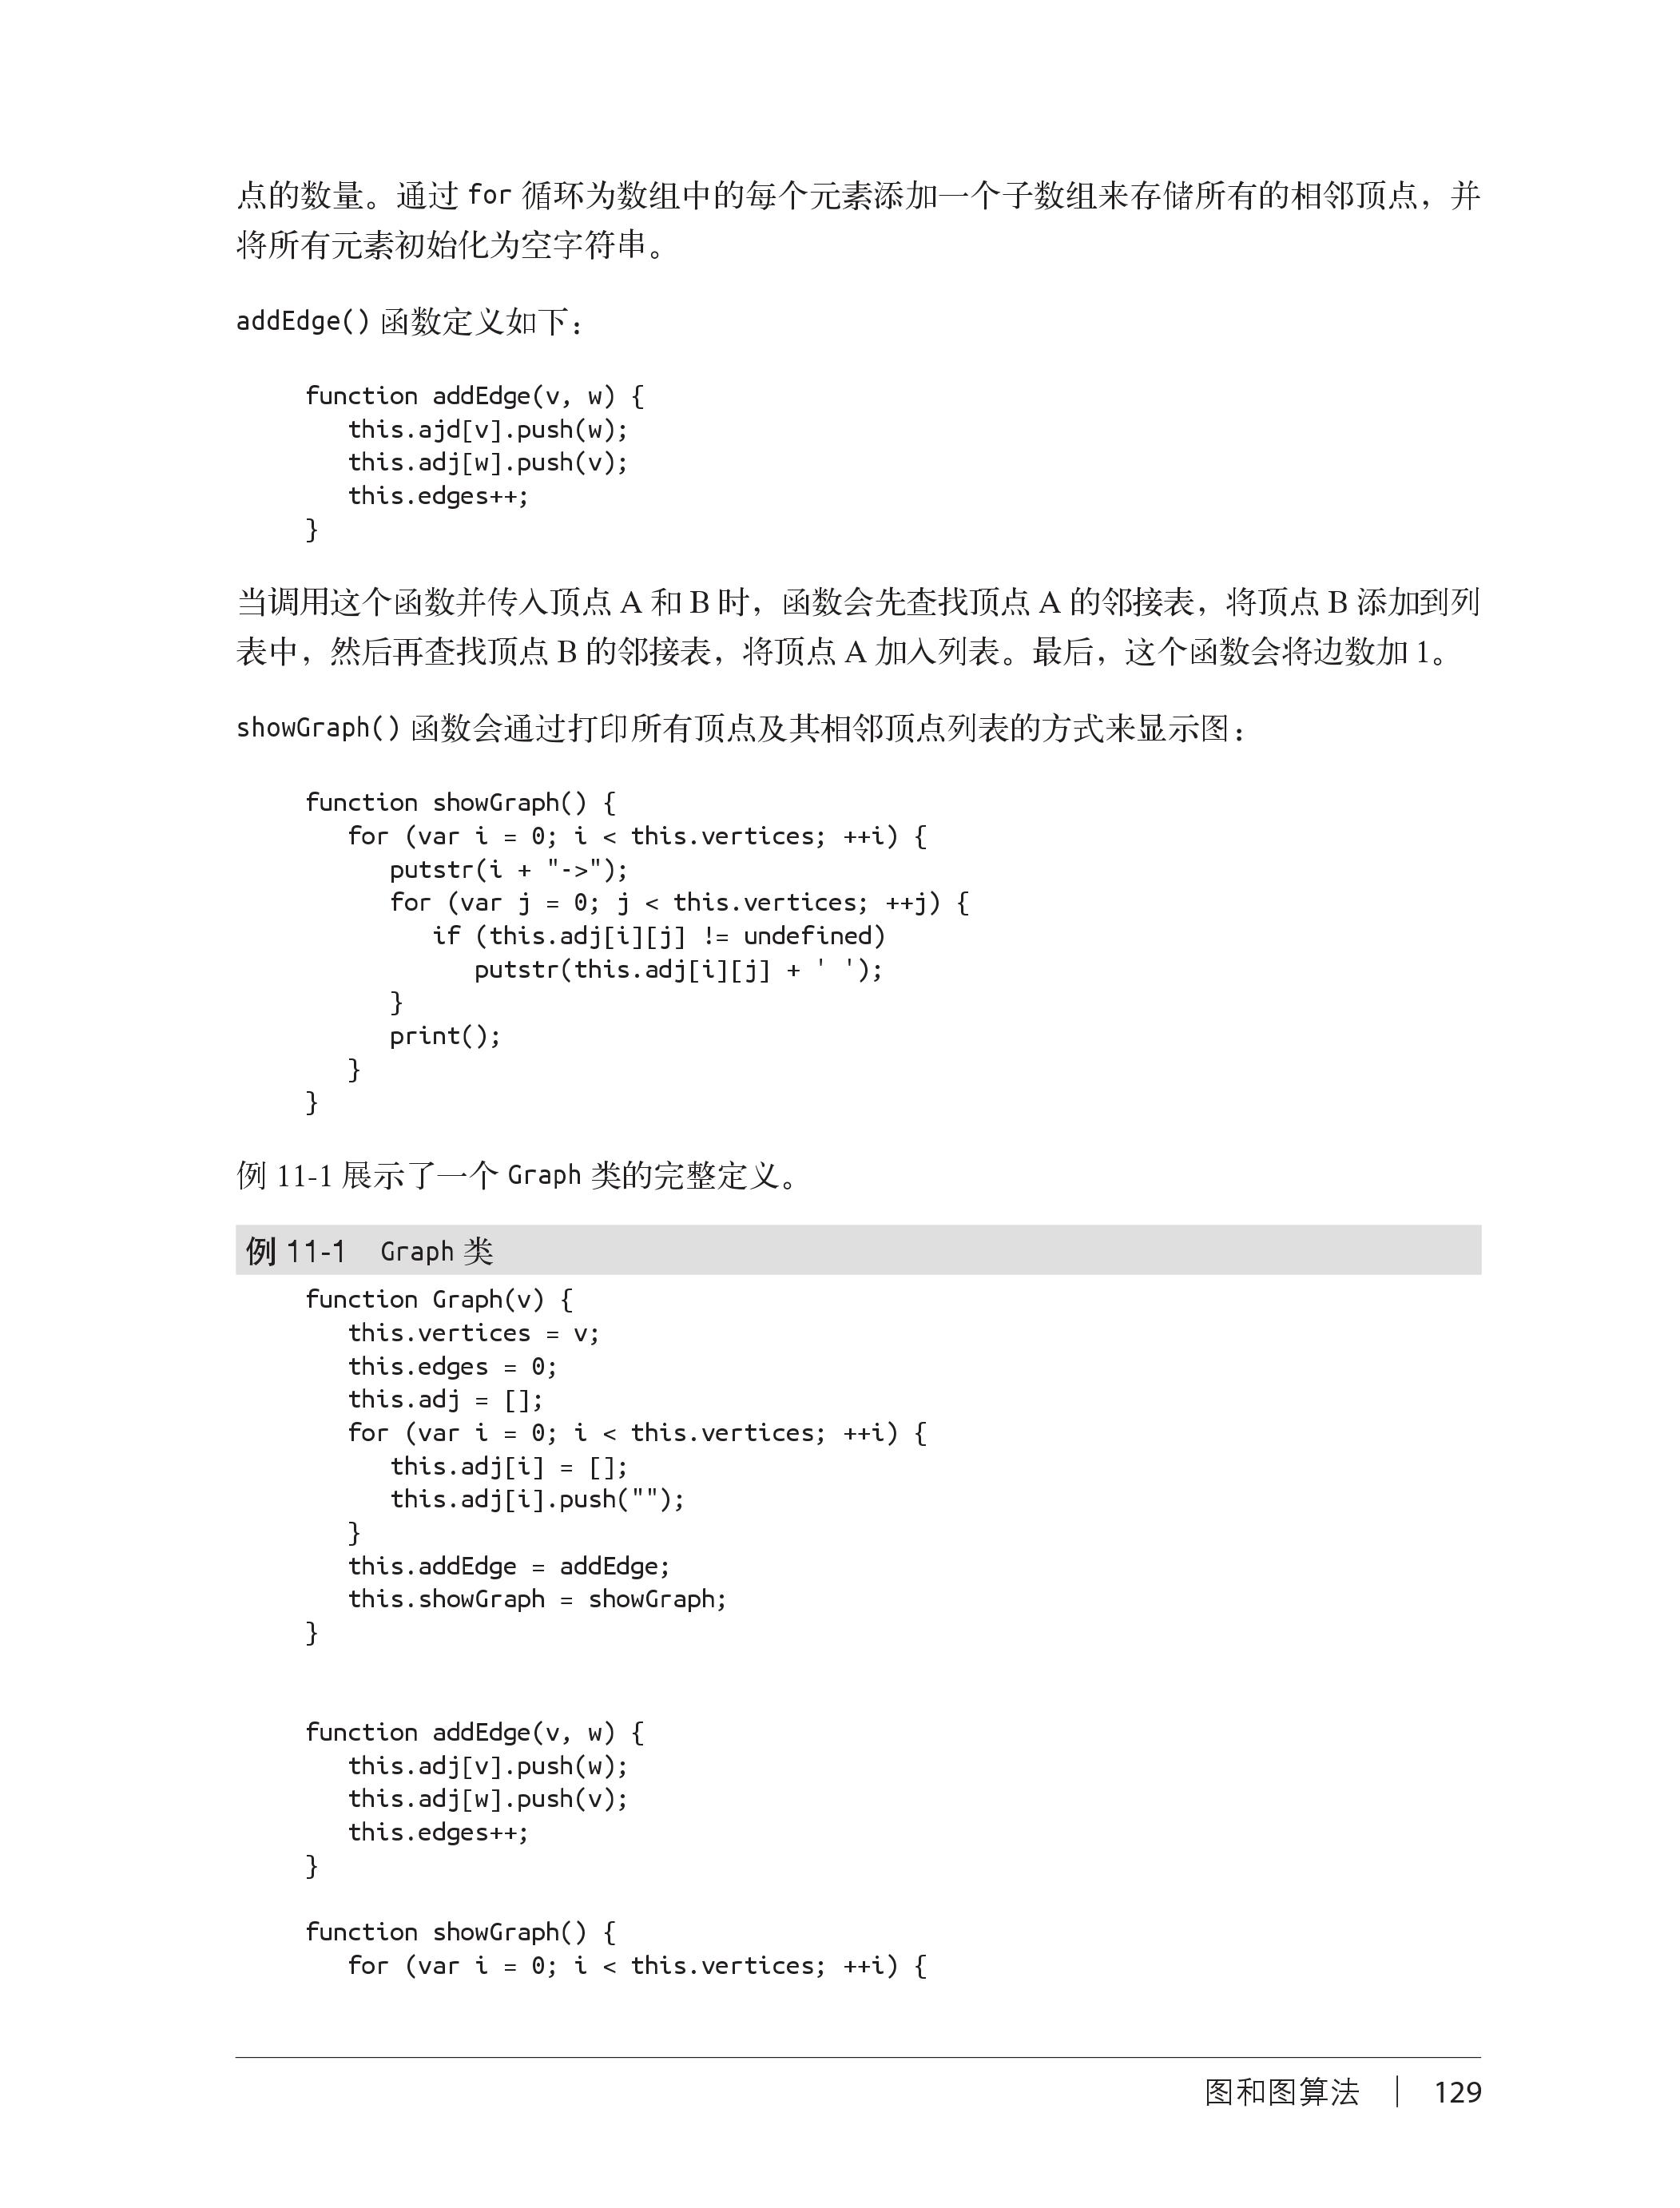 点的数量。通过 for 循环为数组中的每个元素添加一个子数组来存储所有的相邻顶点，并
将所有元素初始化为空字符串。
addEdge() 函数定义如下：
function addEdge(v, w) {
   this.ajd[v].push(w);
   this.adj[w].push(v);
   this.edges++;
}
当调用这个函数并传入顶点 A 和 B 时，函数会先查找顶点 A 的邻接表，将顶点 B 添加到列
表中，然后再查找顶点 B 的邻接表，将顶点 A 加入列表。最后，这个函数会将边数加 1。
showGraph() 函数会通过打印所有顶点及其相邻顶点列表的方式来显示图：
function showGraph() {
   for (var i = 0; i < this.vertices; ++i) {
      putstr(i + "->");
      for (var j = 0; j < this.vertices; ++j) {
         if (this.adj[i][j] != undefined)
            putstr(this.adj[i][j] + ' ');
      }
      print();
   }
}
例 11-1 展示了一个 Graph 类的完整定义。
例 11-1 Graph 类
function Graph(v) {
   this.vertices = v;
   this.edges = 0;
   this.adj = [];
   for (var i = 0; i < this.vertices; ++i) {
      this.adj[i] = [];
      this.adj[i].push("");
   }
   this.addEdge = addEdge;
   this.showGraph = showGraph;
}
function addEdge(v, w) {
   this.adj[v].push(w);
   this.adj[w].push(v);
   this.edges++;
}
function showGraph() {
   for (var i = 0; i < this.vertices; ++i) {
图和图算法 | 129